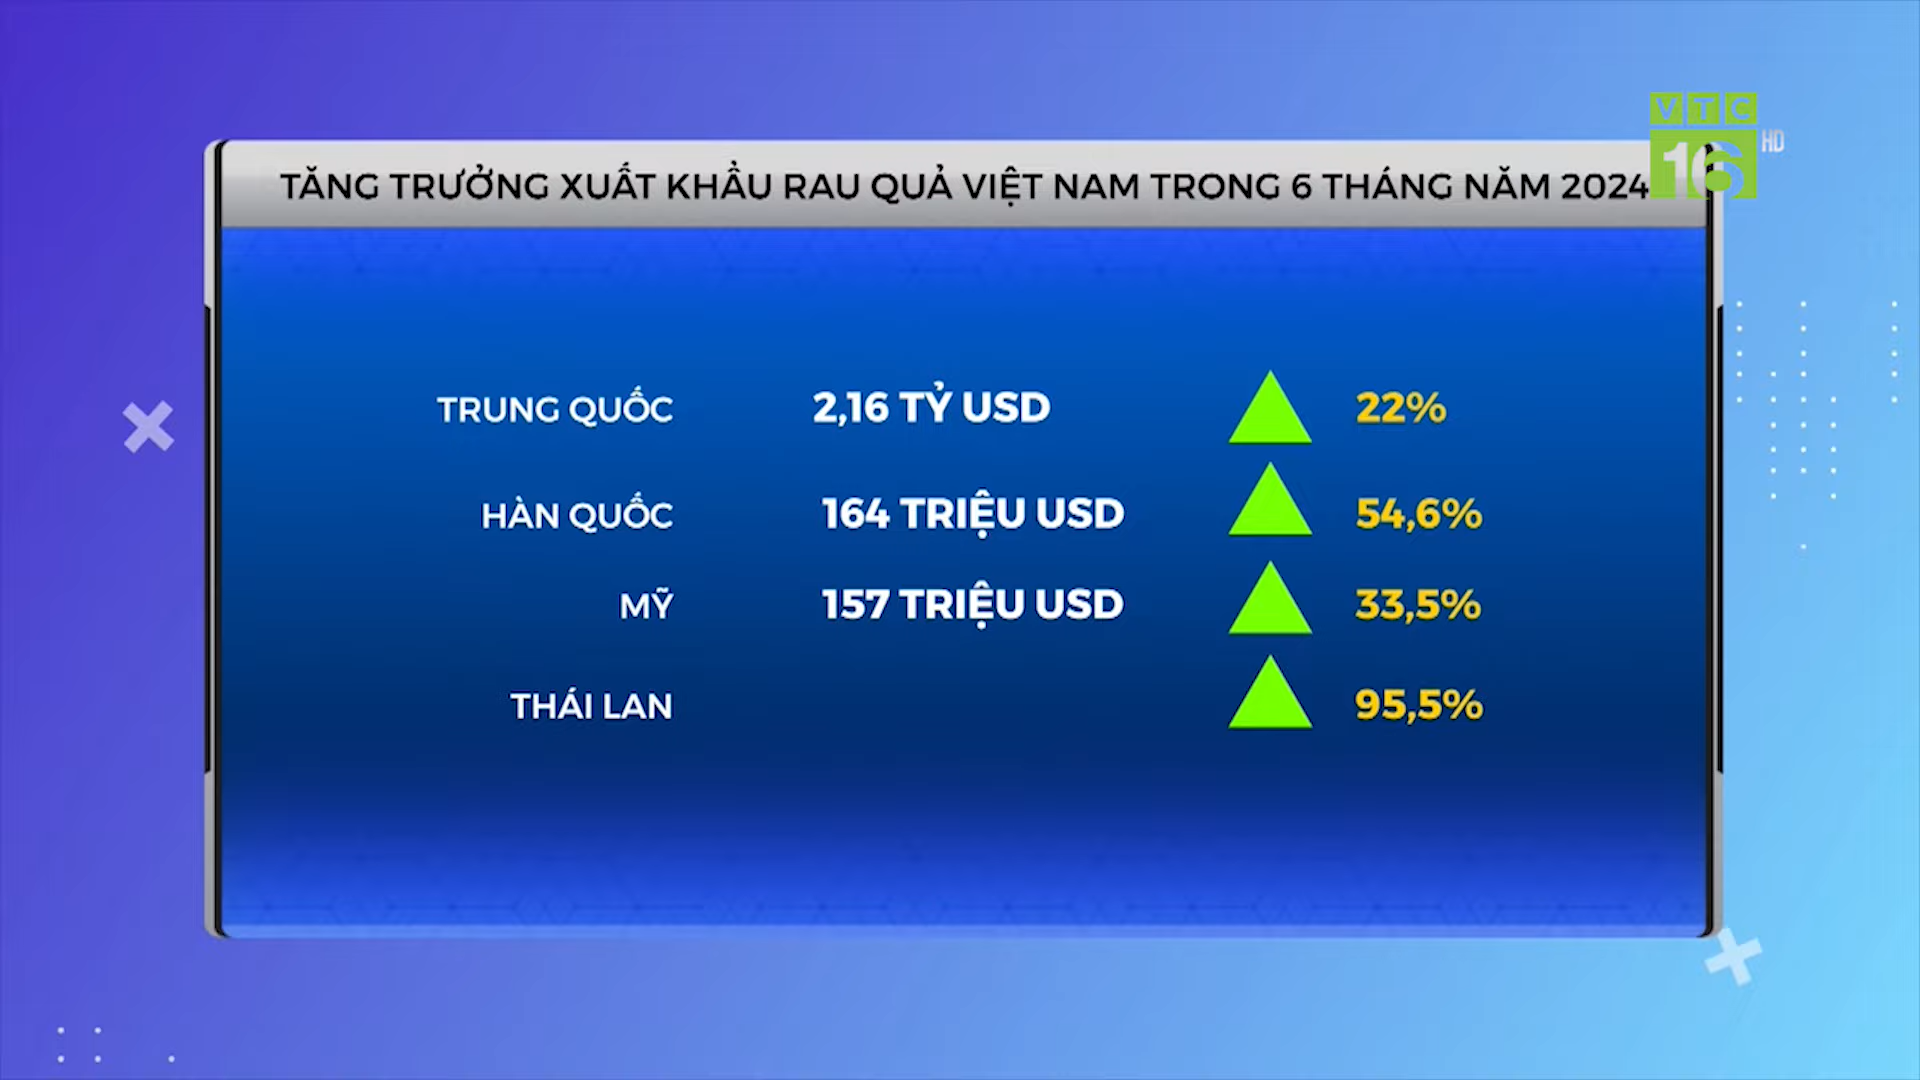 VTC
16 HD
TĂNG TRƯỞNG XUẤT KHẨU RAU QUẢ VIỆT NAM TRONG 6 THÁNG NĂM 2024
TRUNG QUỐC 2,16 TỶ USD 22%
HÀN QUỐC 164 TRIỆU USD 54,6%
MỸ 157 TRIỆU USD 33,5%
THÁI LAN 95,5%